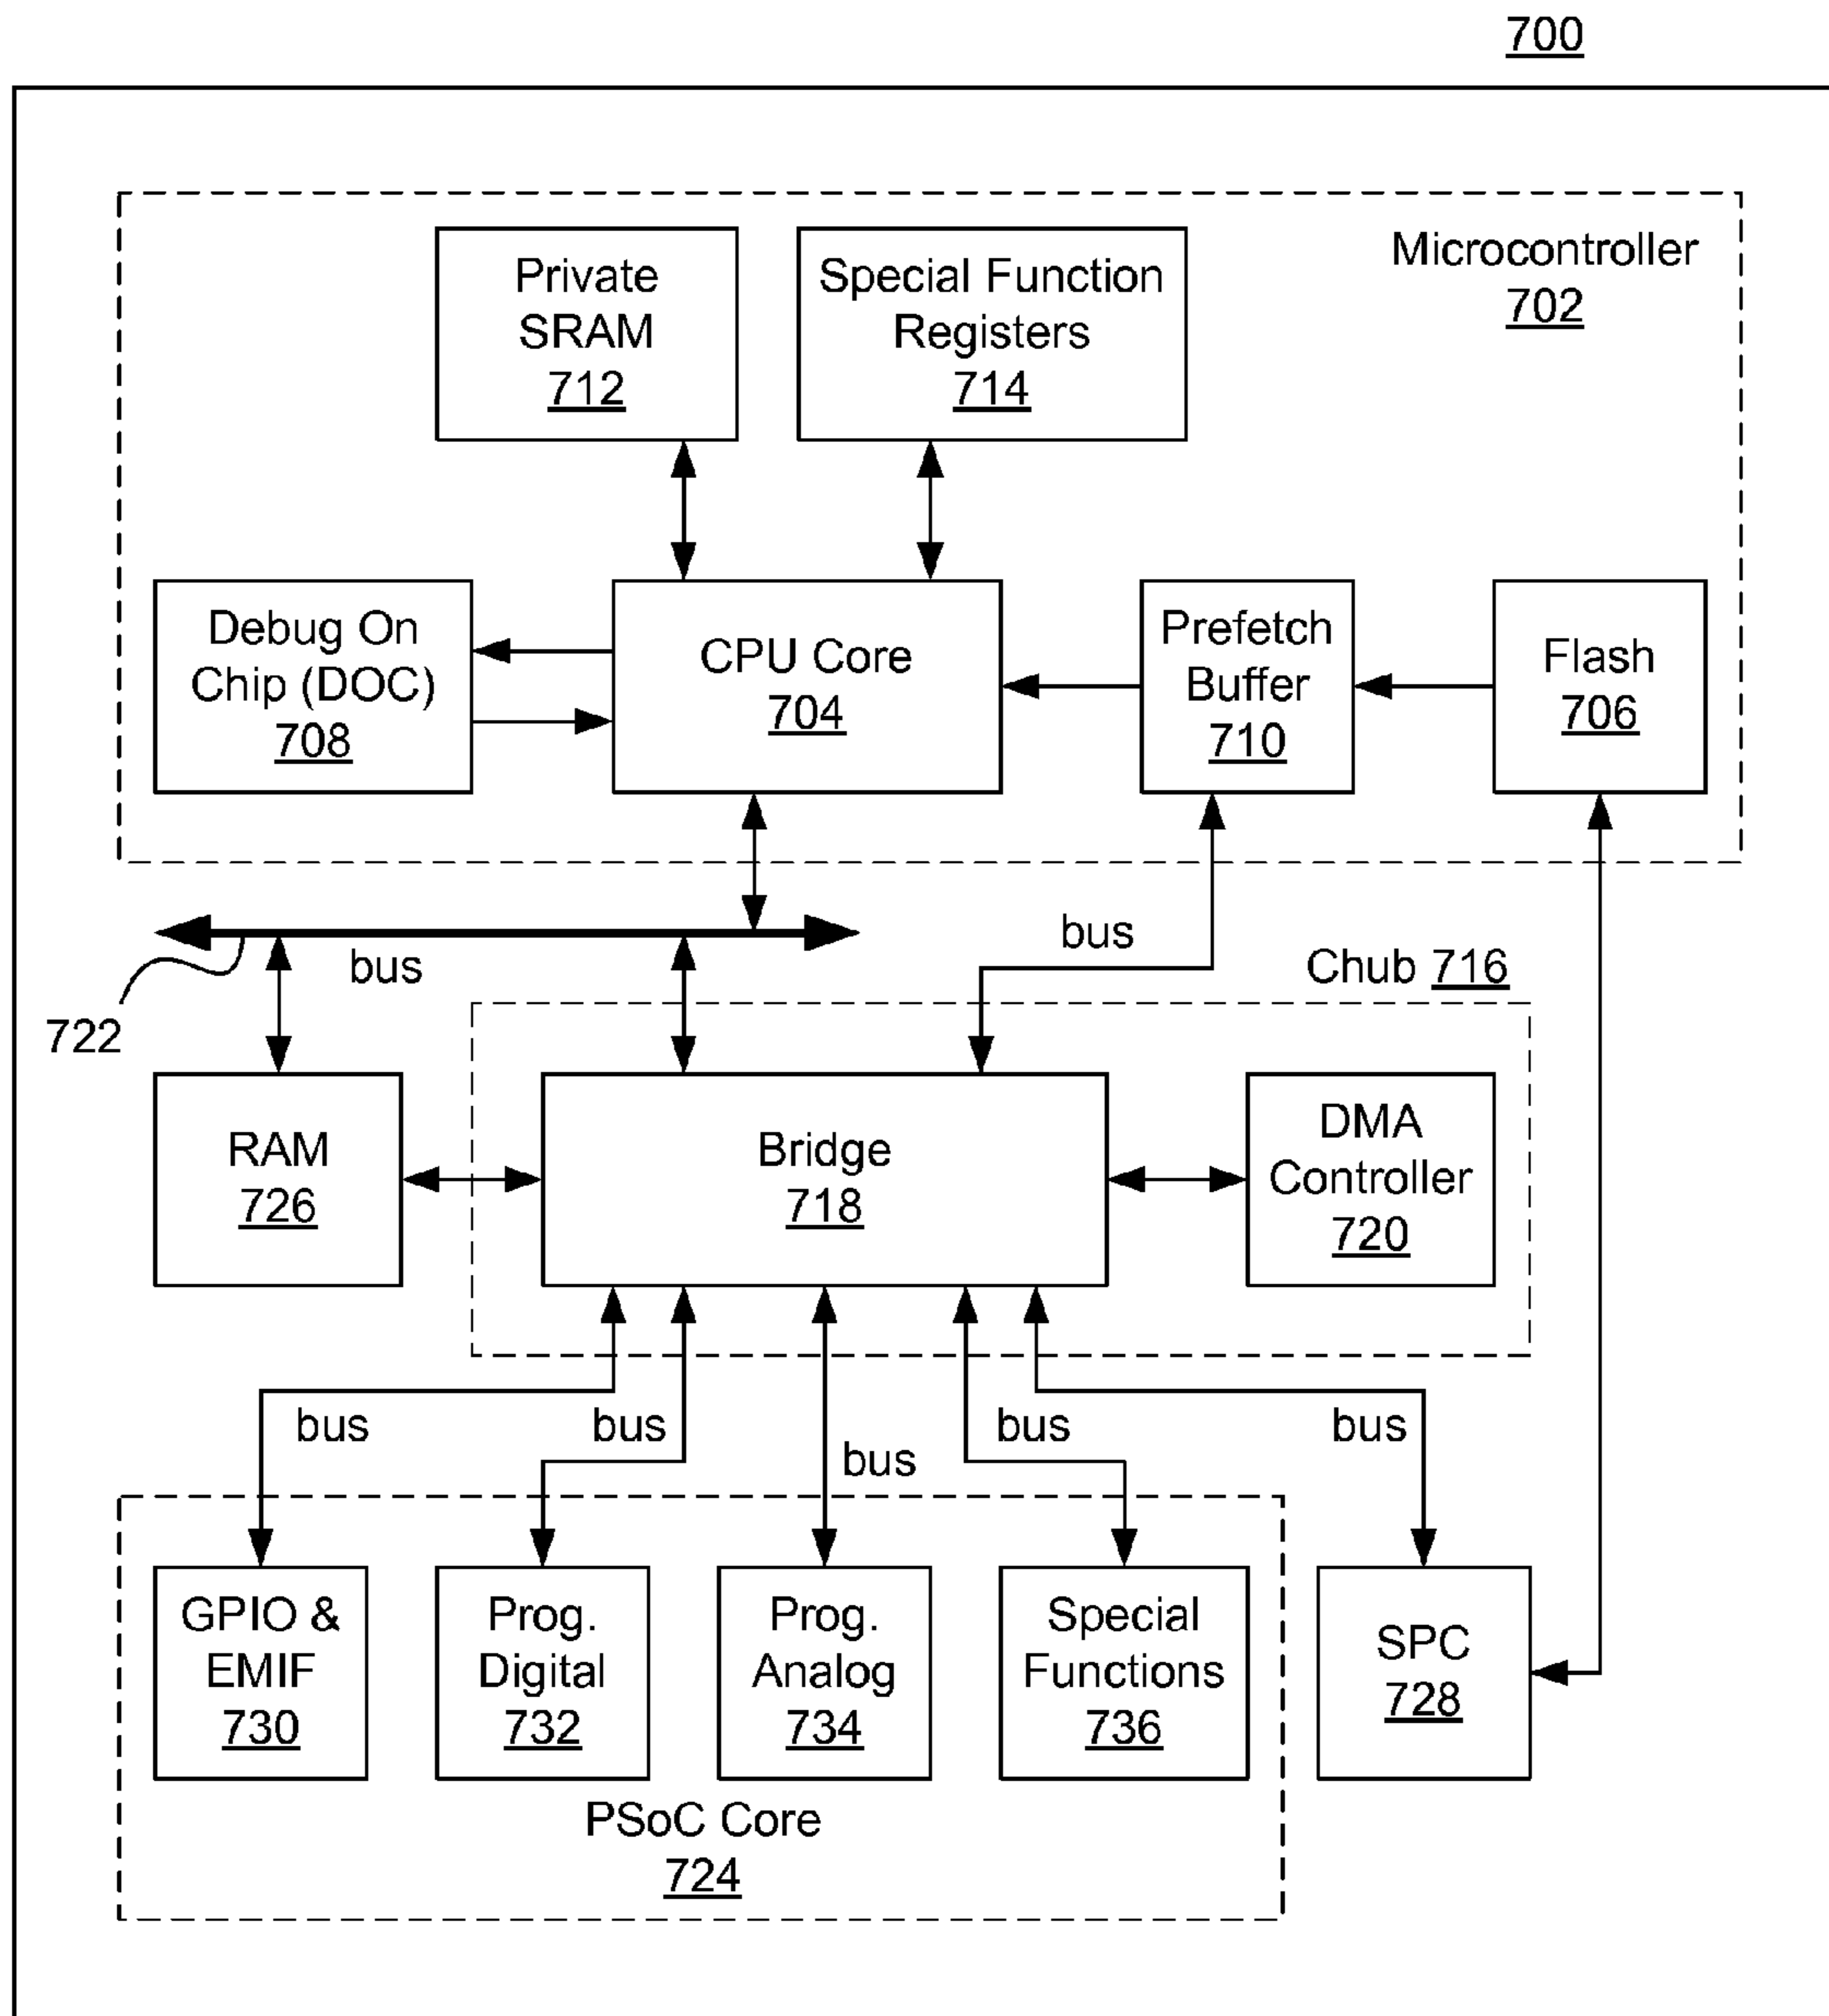 700
Microcontroller
702
Private
SRAM
712
Special Function
Registers
714
Debug On
Chip (DOC)
708
CPU Core
704
Prefetch
Buffer
710
Flash
706
bus
722
bus
Chub 716
RAM
726
Bridge
718
DMA
Controller
720
bus
bus
bus
bus
bus
GPIO &
EMIF
730
Prog.
Digital
732
Prog.
Analog
734
Special
Functions
736
SPC
728
PSoC Core
724